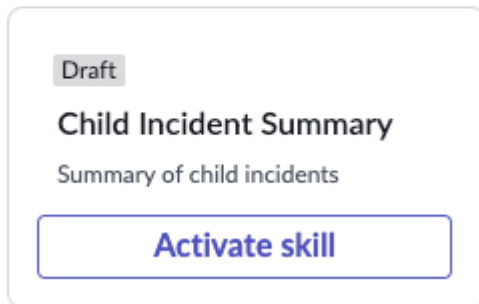 Draft
Child Incident Summary
Summary of child incidents
Activate skill